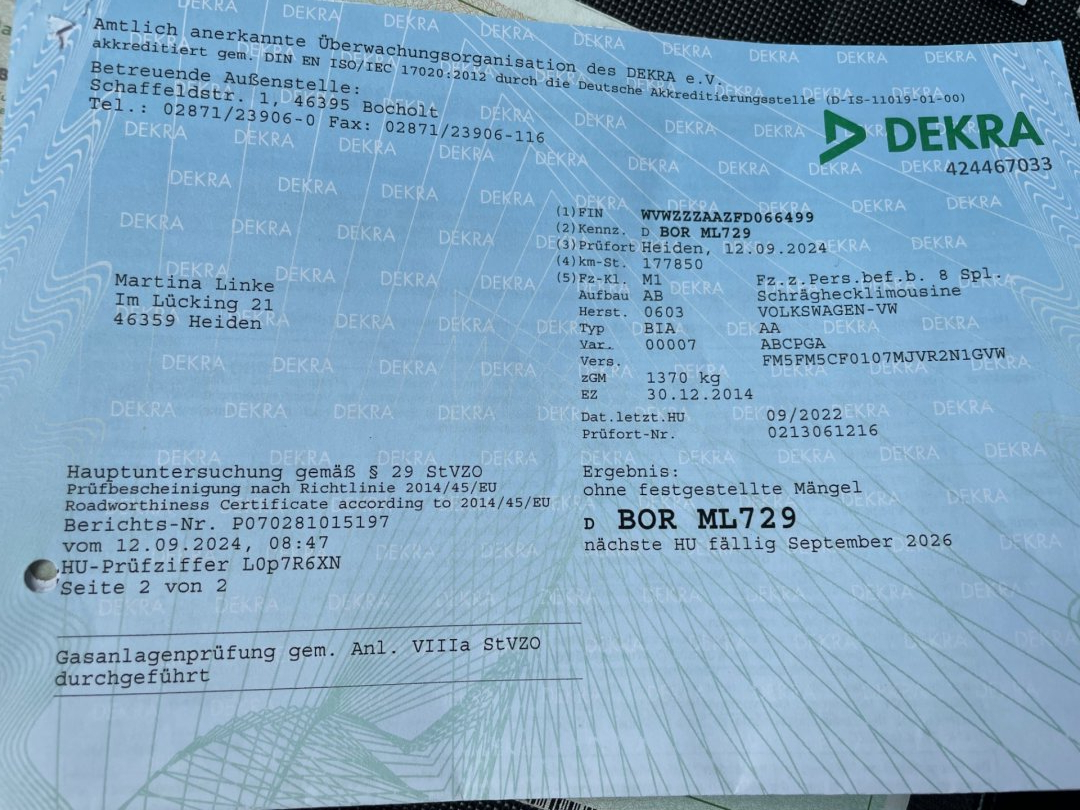 Amtlich anerkannte Überwachungsorganisation des DEKRA e.V.
akkreditiert gem. DIN EN ISO/IEC 17020:2012 durch die Deutsche Akkreditierungsstelle (D-IS-11019-01-00)
Betreuende Außenstelle:
Schaffeldstr. 1, 46395 Bocholt
Tel.: 02871/23906-0 Fax: 02871/23906-116
DEKRA
424467033
(1) FIN WVWZZZAAZFD066499
(2) Kennz. D BOR ML729
(3) Prüfort Heiden, 12.09.2024
(4) km-St. 177850
(5) Fz-Kl. M1 Fz.z.Pers.bef.b. 8 Spl.
Aufbau AB Schräghecklimousine
Herst. 0603 VOLKSWAGEN-VW
Typ BIA AA
Var. 00007 ABCPGA
Vers. FM5FM5CF0107MJVR2N1GVW
zGM 1370 kg
EZ 30.12.2014
Dat.letzt.HU 09/2022
Prüfort-Nr. 0213061216
Martina Linke
Im Lücking 21
46359 Heiden
Hauptuntersuchung gemäß § 29 StVZO
Prüfbescheinigung nach Richtlinie 2014/45/EU
Roadworthiness Certificate according to 2014/45/EU
Berichts-Nr. P070281015197
vom 12.09.2024, 08:47
HU-Prüfziffer L0p7R6XN
Seite 2 von 2
Ergebnis:
ohne festgestellte Mängel
D BOR ML729
nächste HU fällig September 2026
Gasanlagenprüfung gem. Anl. VIIIa StVZO
durchgeführt